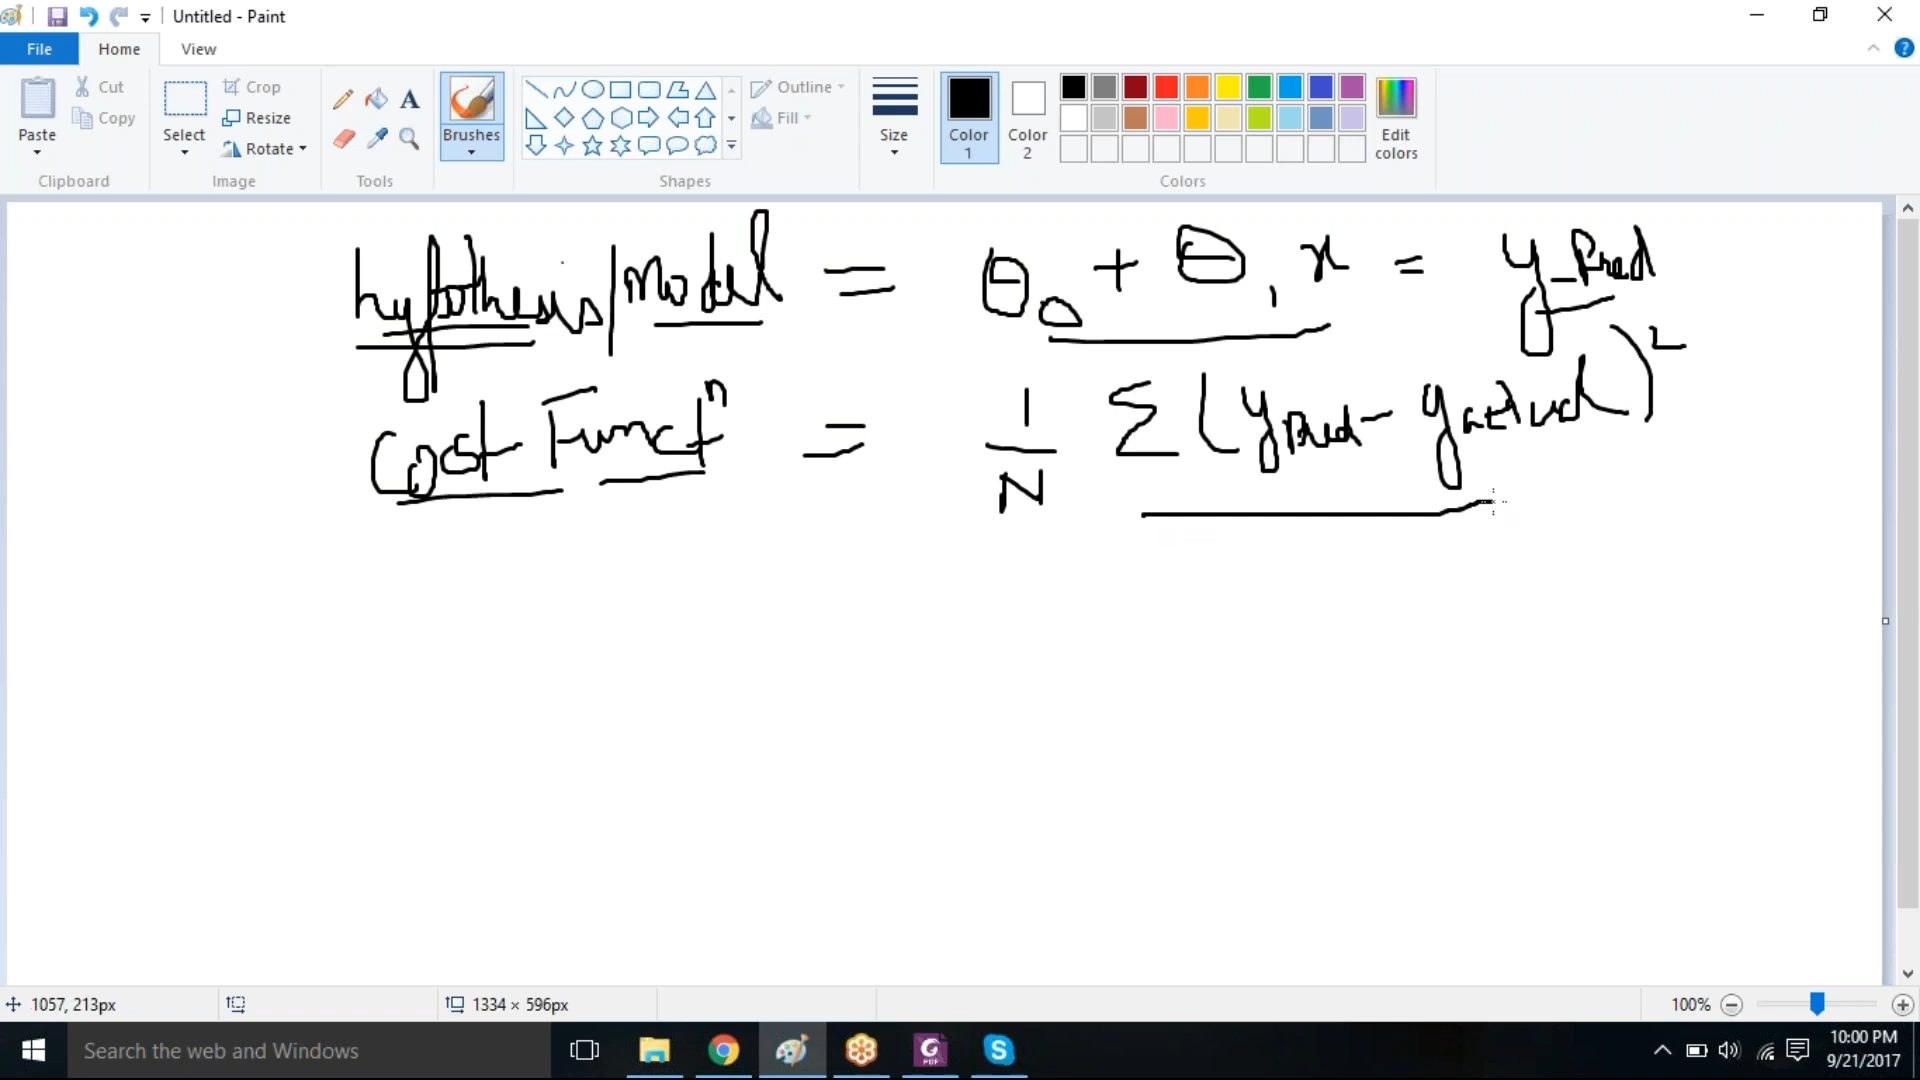 Untitled - Paint
File Home View
Paste Cut Copy Select Crop Resize Rotate Brushes Outline Fill Size Color 1 Color 2 Edit colors
Clipboard Image Tools Shapes Colors
hypothesis/Model = θ₀ + θ₁x = y_Pred
Cost Functⁿ = 1/N Σ(yPred - yactual)²
1057, 213px 1334 × 596px 100%
Search the web and Windows
10:00 PM
9/21/2017